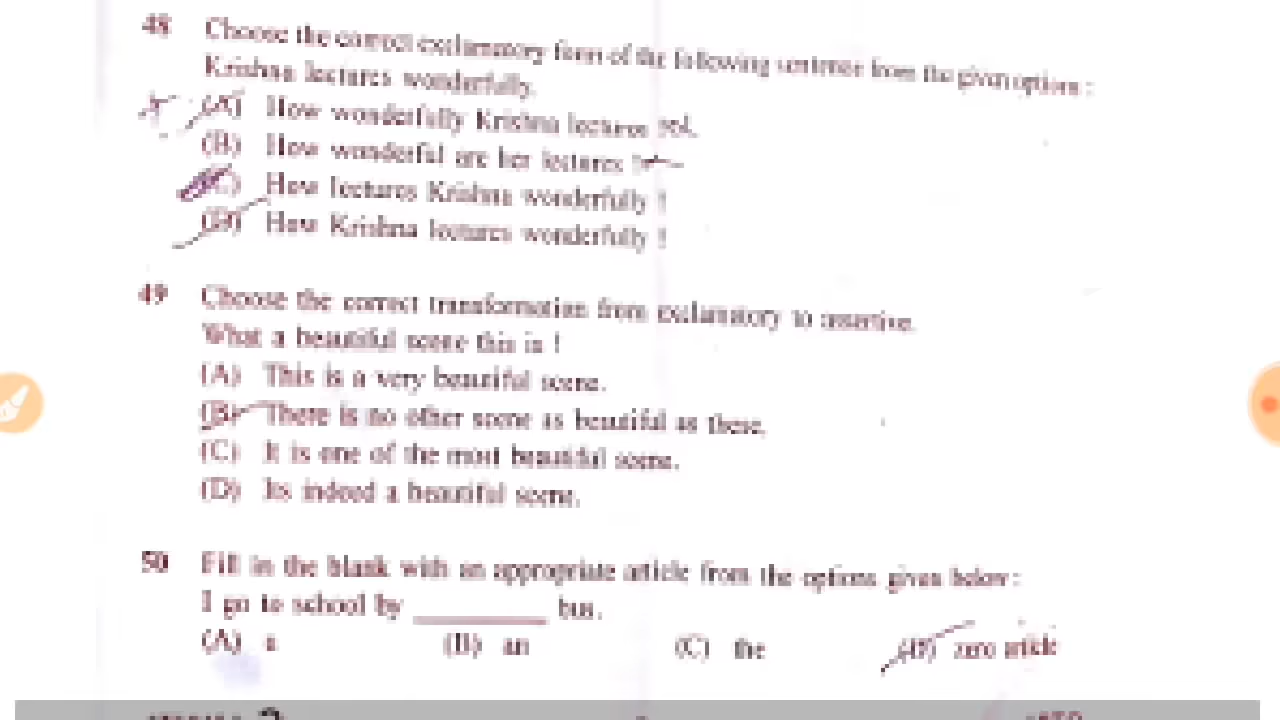 48 Choose the correct exclamatory form of the following sentence from the given options :
Krishna lectures wonderfully.
(A) How wonderfully Krishna lectures !
(B) How wonderful are her lectures !
(C) How lectures Krishna wonderfully !
(D) How Krishna lectures wonderfully !
49 Choose the correct transformation from exclamatory to assertive.
What a beautiful scene this is !
(A) This is a very beautiful scene.
(B) There is no other scene as beautiful as these.
(C) It is one of the most beautiful scene.
(D) Its indeed a beautiful scene.
50 Fill in the blank with an appropriate article from the options given below :
I go to school by ________ bus.
(A) a (B) an (C) the (D) zero article